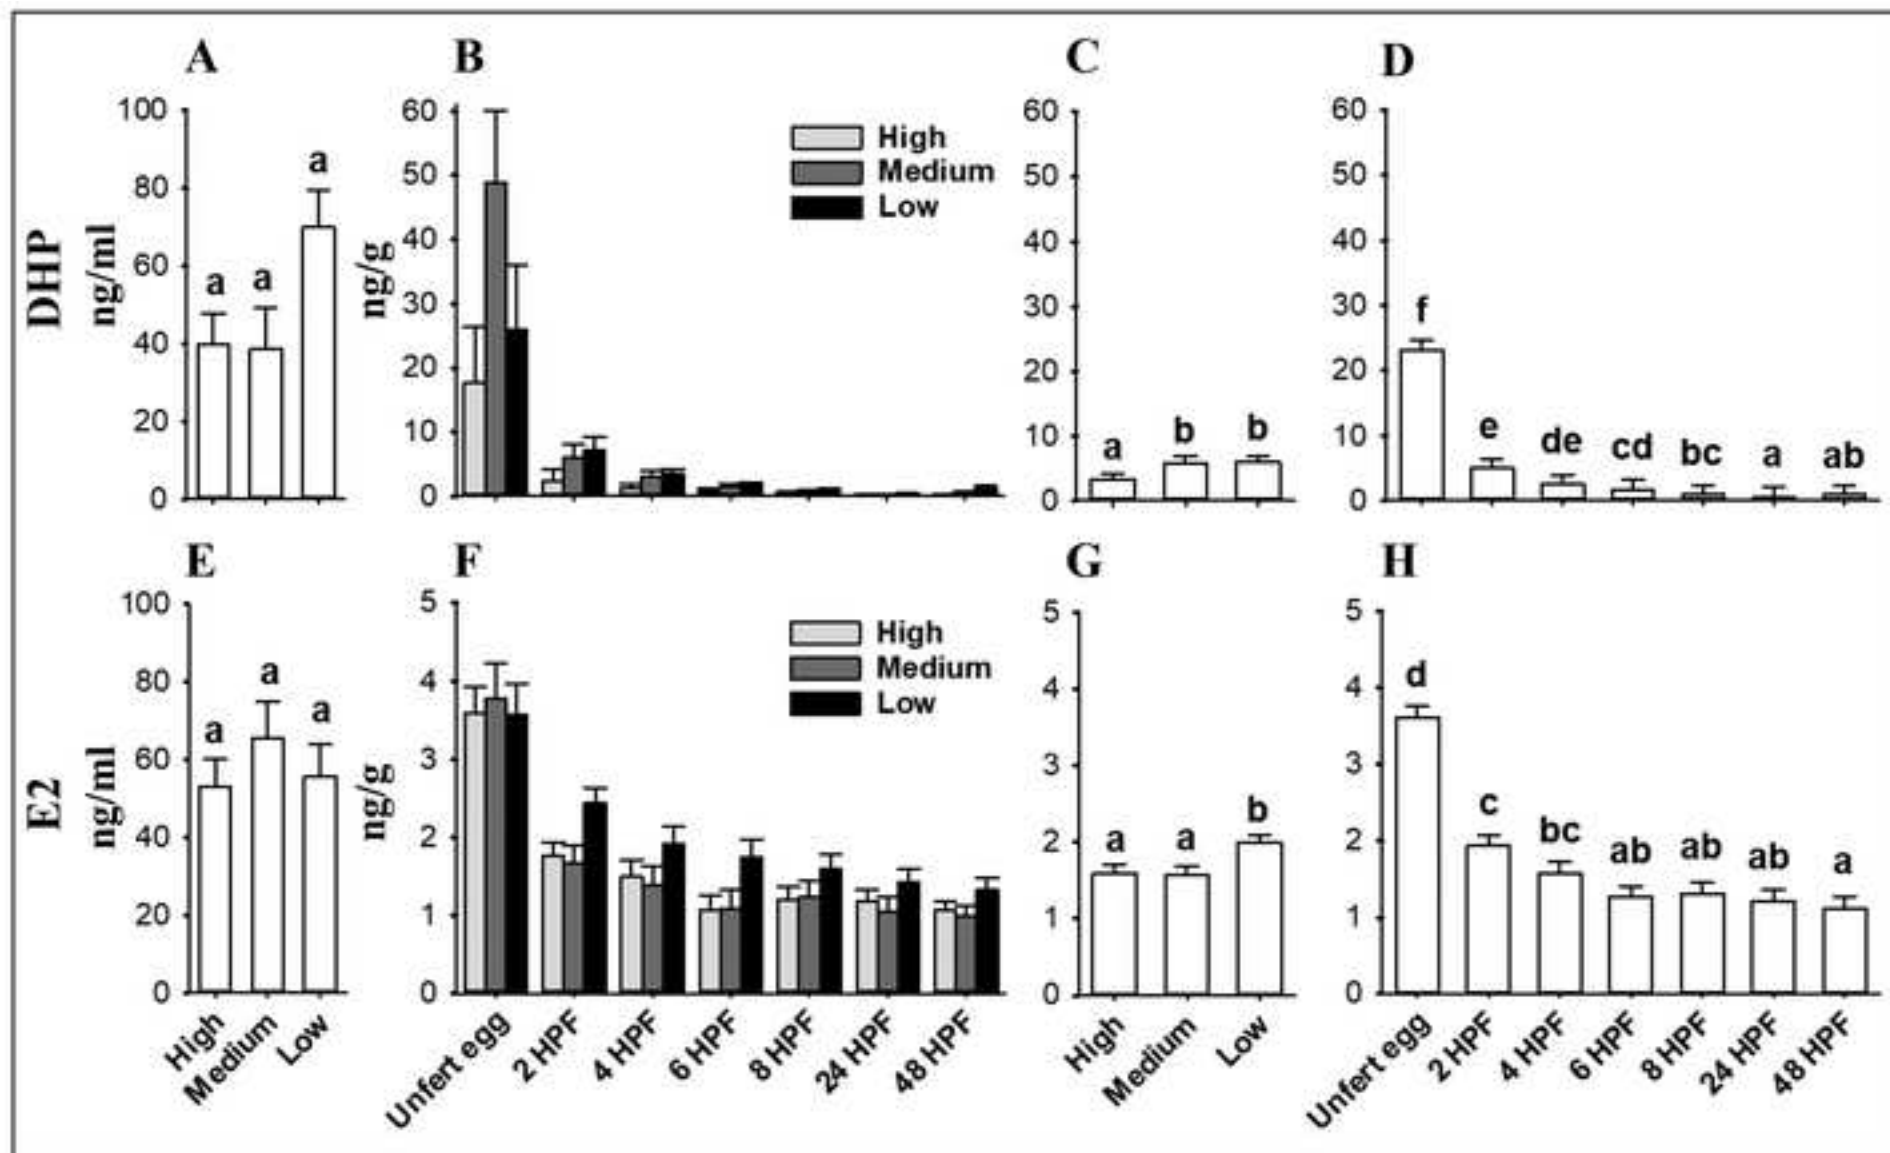 A
B
C
D
DHP
ng/ml
100
80
60
40
20
0
a
a
a
ng/g
60
50
40
30
20
10
0
High
Medium
Low
60
50
40
30
20
10
0
a
b
b
60
50
40
30
20
10
0
f
e
de
cd
bc
a
ab
E
F
G
H
E2
ng/ml
100
80
60
40
20
0
a
a
a
High
Medium
Low
ng/g
5
4
3
2
1
0
High
Medium
Low
Unfert egg
2 HPF
4 HPF
6 HPF
8 HPF
24 HPF
48 HPF
5
4
3
2
1
0
a
a
b
High
Medium
Low
5
4
3
2
1
0
d
c
bc
ab
ab
ab
a
Unfert egg
2 HPF
4 HPF
6 HPF
8 HPF
24 HPF
48 HPF